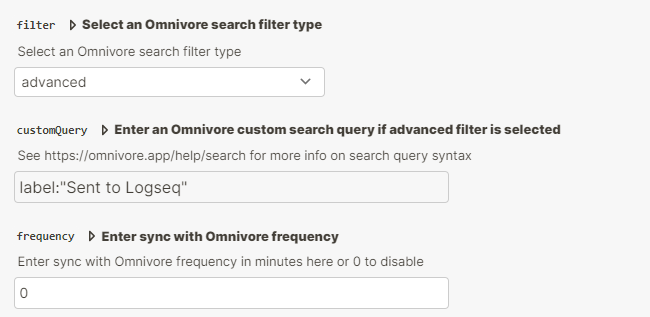 filter Select an Omnivore search filter type
Select an Omnivore search filter type
advanced
customQuery Enter an Omnivore custom search query if advanced filter is selected
See https://omnivore.app/help/search for more info on search query syntax
label:"Sent to Logseq"
frequency Enter sync with Omnivore frequency
Enter sync with Omnivore frequency in minutes here or 0 to disable
0